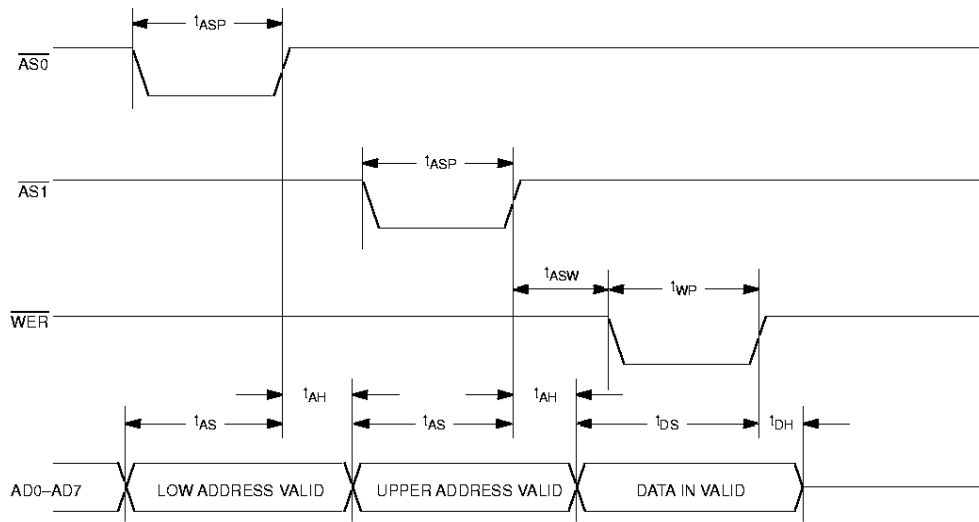 tASP
AS0
tASP
AS1
tASW
tWP
WER
tAH
tAH
tAS
tAS
tDS
tDH
AD0–AD7
LOW ADDRESS VALID
UPPER ADDRESS VALID
DATA IN VALID